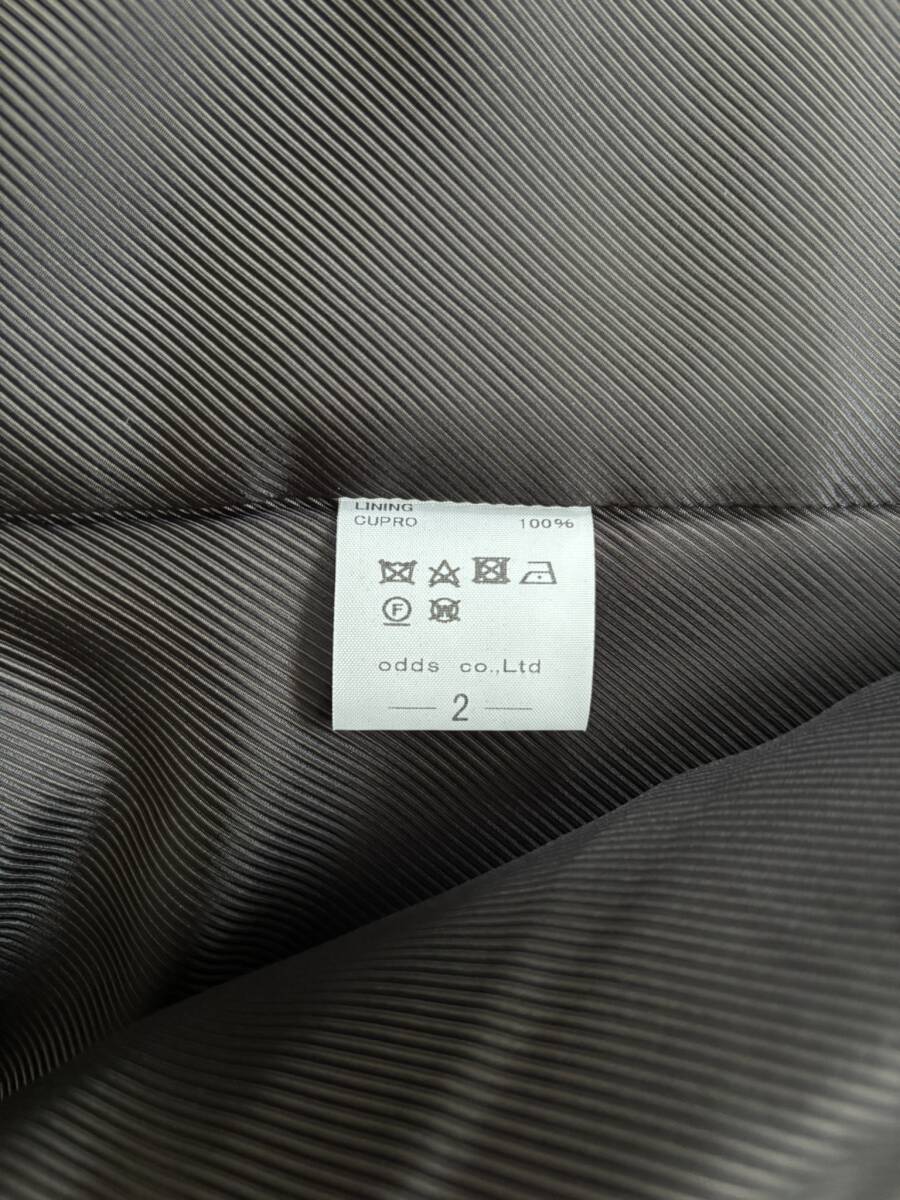 LINING
CUPRO 100%
F W
odds co.,Ltd
2